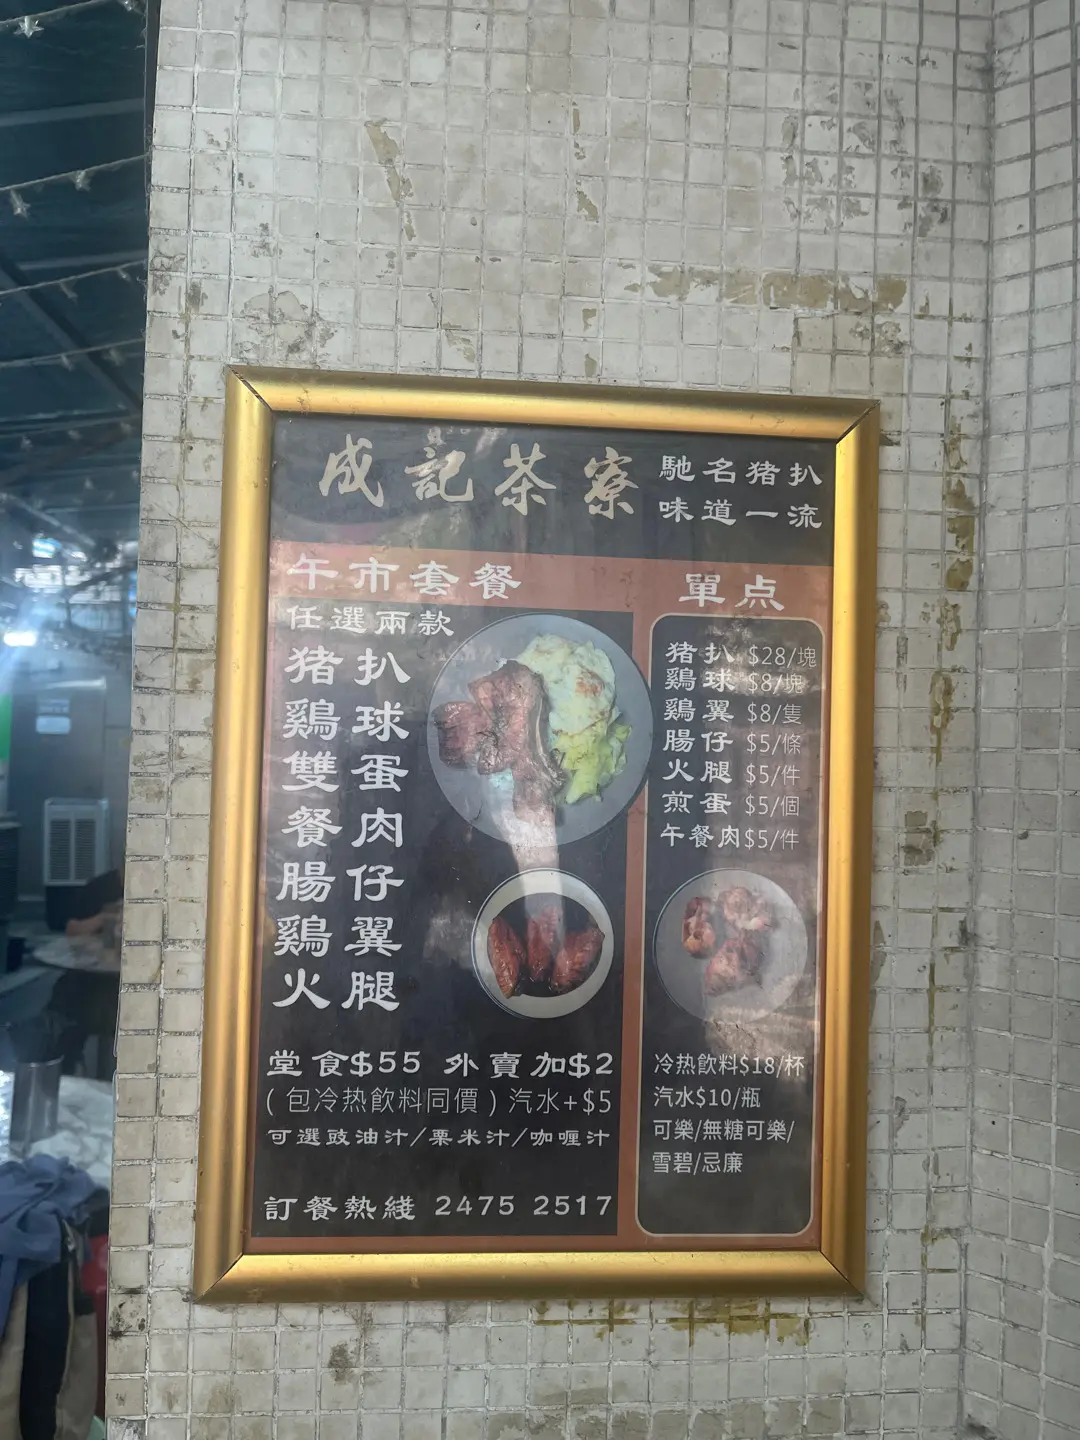 成記茶寮
馳名猪扒
味道一流
午市套餐
任選兩款
猪扒
鷄球
雙蛋
餐肉
腸仔
鷄翼
火腿
堂食$55 外賣加$2
(包冷热飲料同價)汽水+$5
可選豉油汁/粟米汁/咖喱汁
訂餐熱綫 2475 2517
單点
猪扒 $28/塊
鷄球 $8/塊
鷄翼 $8/隻
腸仔 $5/條
火腿 $5/件
煎蛋 $5/個
午餐肉$5/件
冷热飲料$18/杯
汽水$10/瓶
可樂/無糖可樂/
雪碧/忌廉